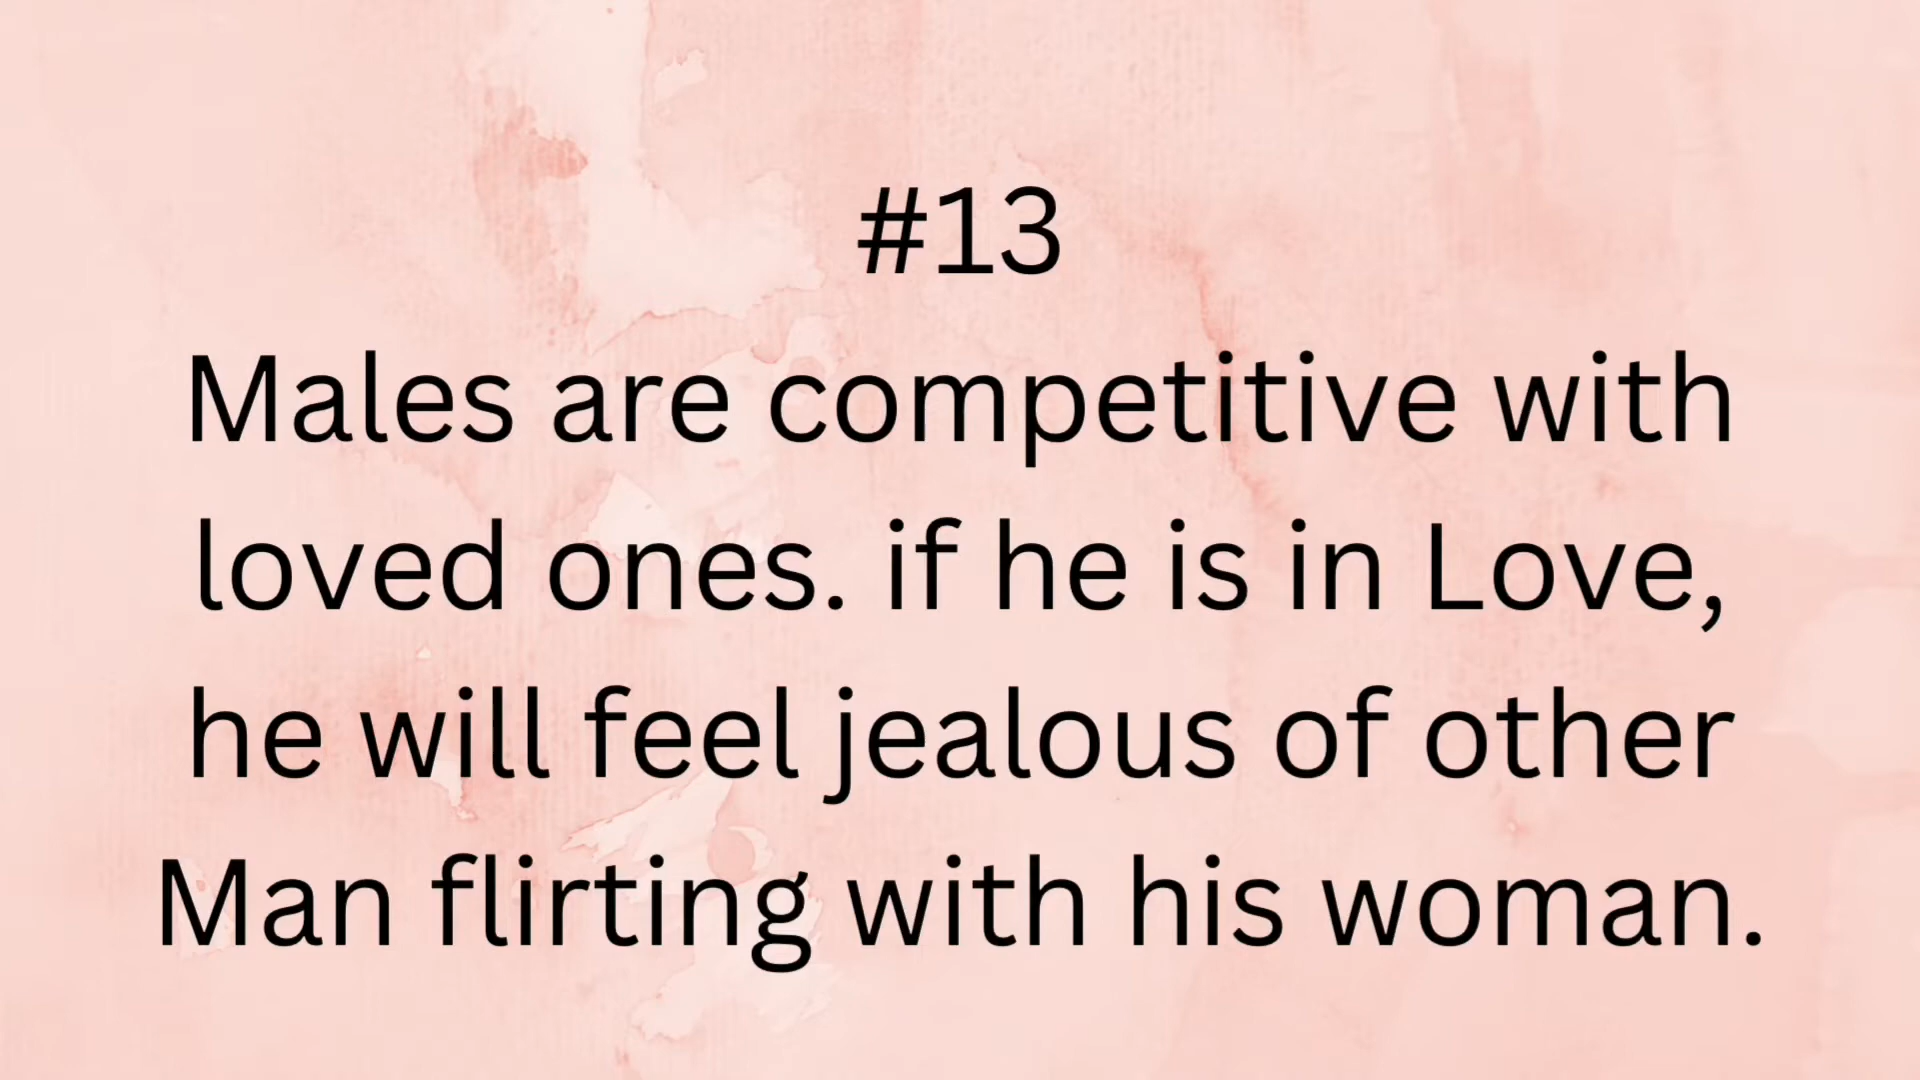 #13
Males are competitive with
loved ones. if he is in Love,
he will feel jealous of other
Man flirting with his woman.